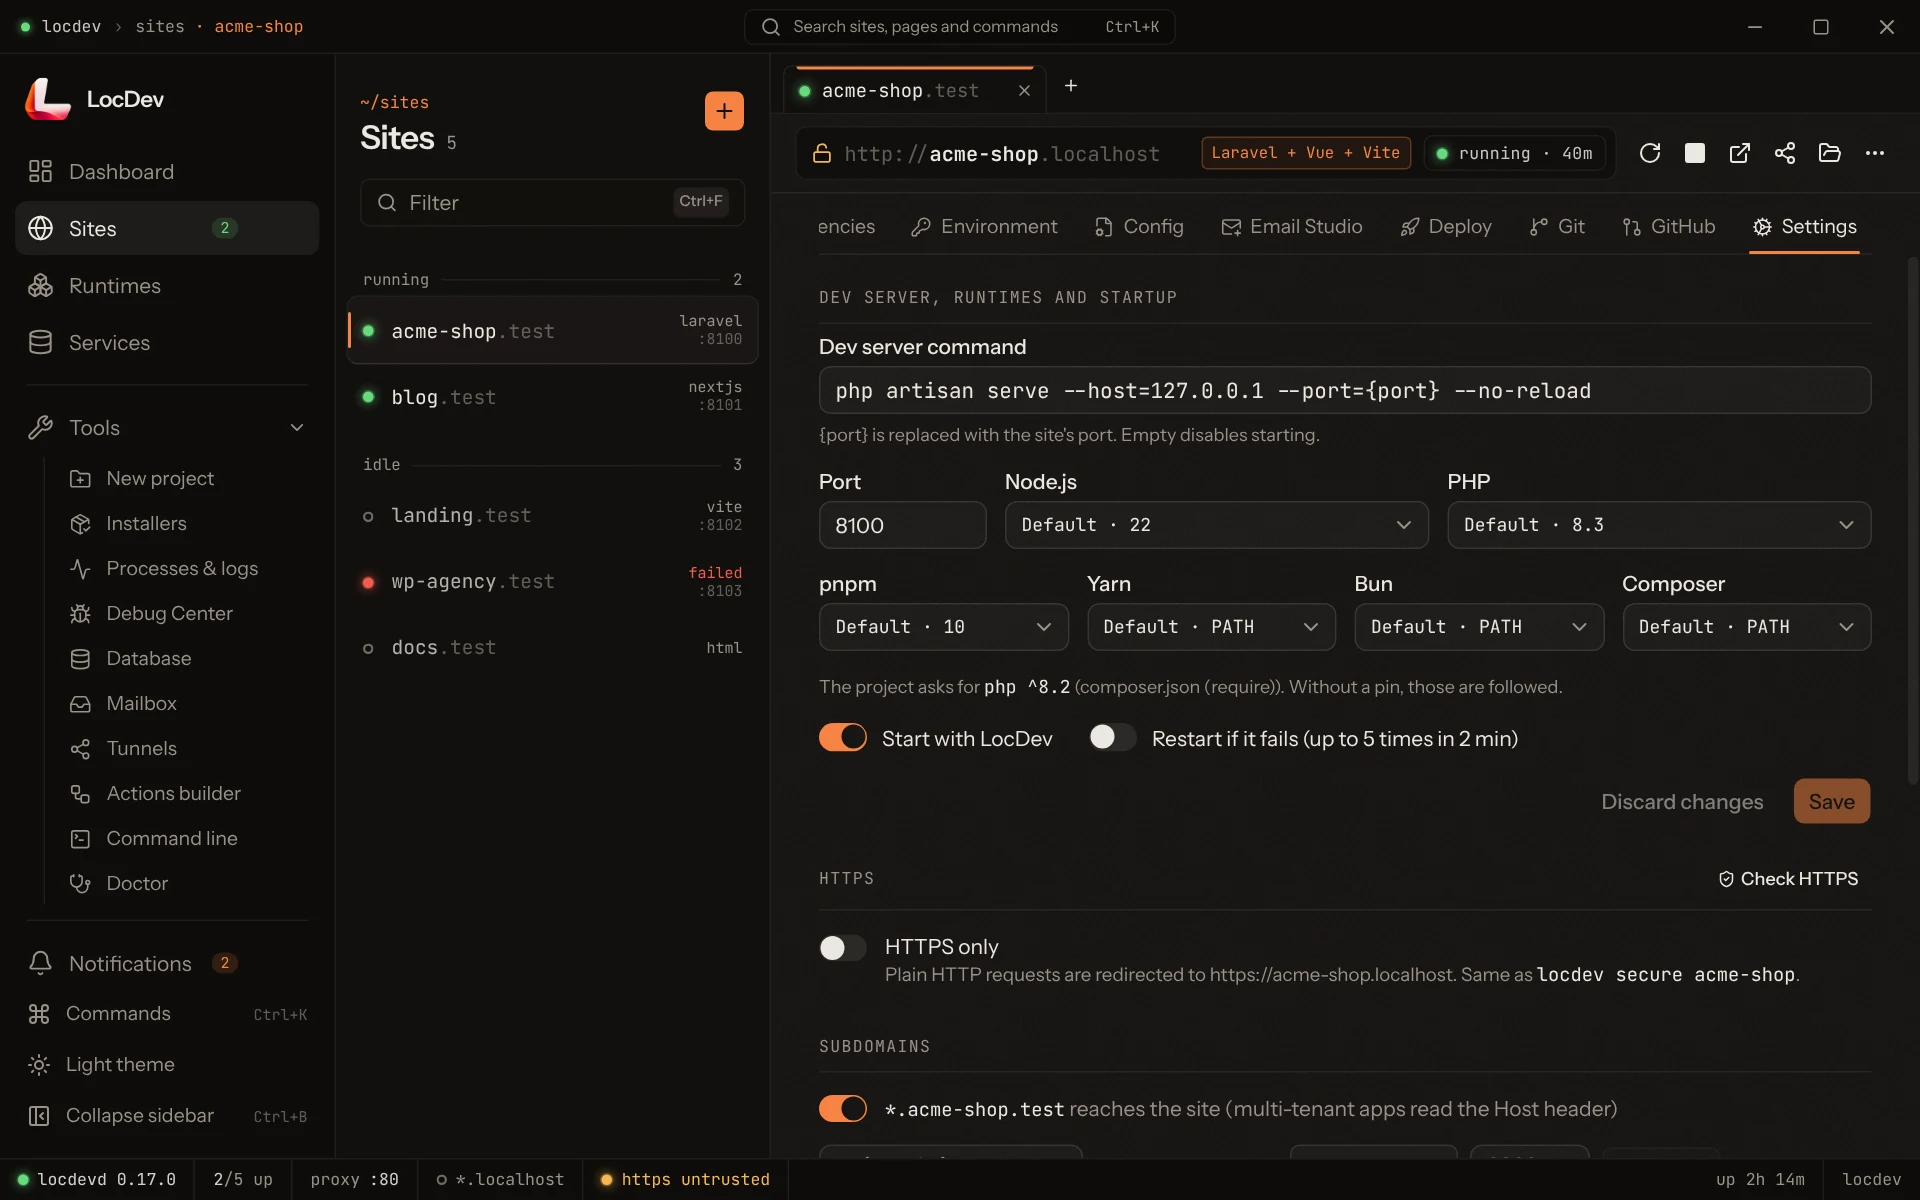 locdev › sites · acme-shop
Search sites, pages and commands Ctrl+K
LocDev
Dashboard
Sites 2
Runtimes
Services
Tools
New project
Installers
Processes & logs
Debug Center
Database
Mailbox
Tunnels
Actions builder
Command line
Doctor
Notifications 2
Commands Ctrl+K
Light theme
Collapse sidebar Ctrl+B
~/sites
Sites 5
Filter Ctrl+F
running 2
acme-shop.test laravel
:8100
blog.test nextjs
:8101
idle 3
landing.test vite
:8102
wp-agency.test failed
:8103
docs.test html
acme-shop.test
http://acme-shop.localhost Laravel + Vue + Vite running · 40m
encies Environment Config Email Studio Deploy Git GitHub Settings
DEV SERVER, RUNTIMES AND STARTUP
Dev server command
php artisan serve --host=127.0.0.1 --port={port} --no-reload
{port} is replaced with the site's port. Empty disables starting.
Port Node.js PHP
8100 Default · 22 Default · 8.3
pnpm Yarn Bun Composer
Default · 10 Default · PATH Default · PATH Default · PATH
The project asks for php ^8.2 (composer.json (require)). Without a pin, those are followed.
Start with LocDev Restart if it fails (up to 5 times in 2 min)
Discard changes Save
HTTPS Check HTTPS
HTTPS only
Plain HTTP requests are redirected to https://acme-shop.localhost. Same as locdev secure acme-shop.
SUBDOMAINS
*.acme-shop.test reaches the site (multi-tenant apps read the Host header)
locdevd 0.17.0 2/5 up proxy :80 *.localhost https untrusted up 2h 14m locdev